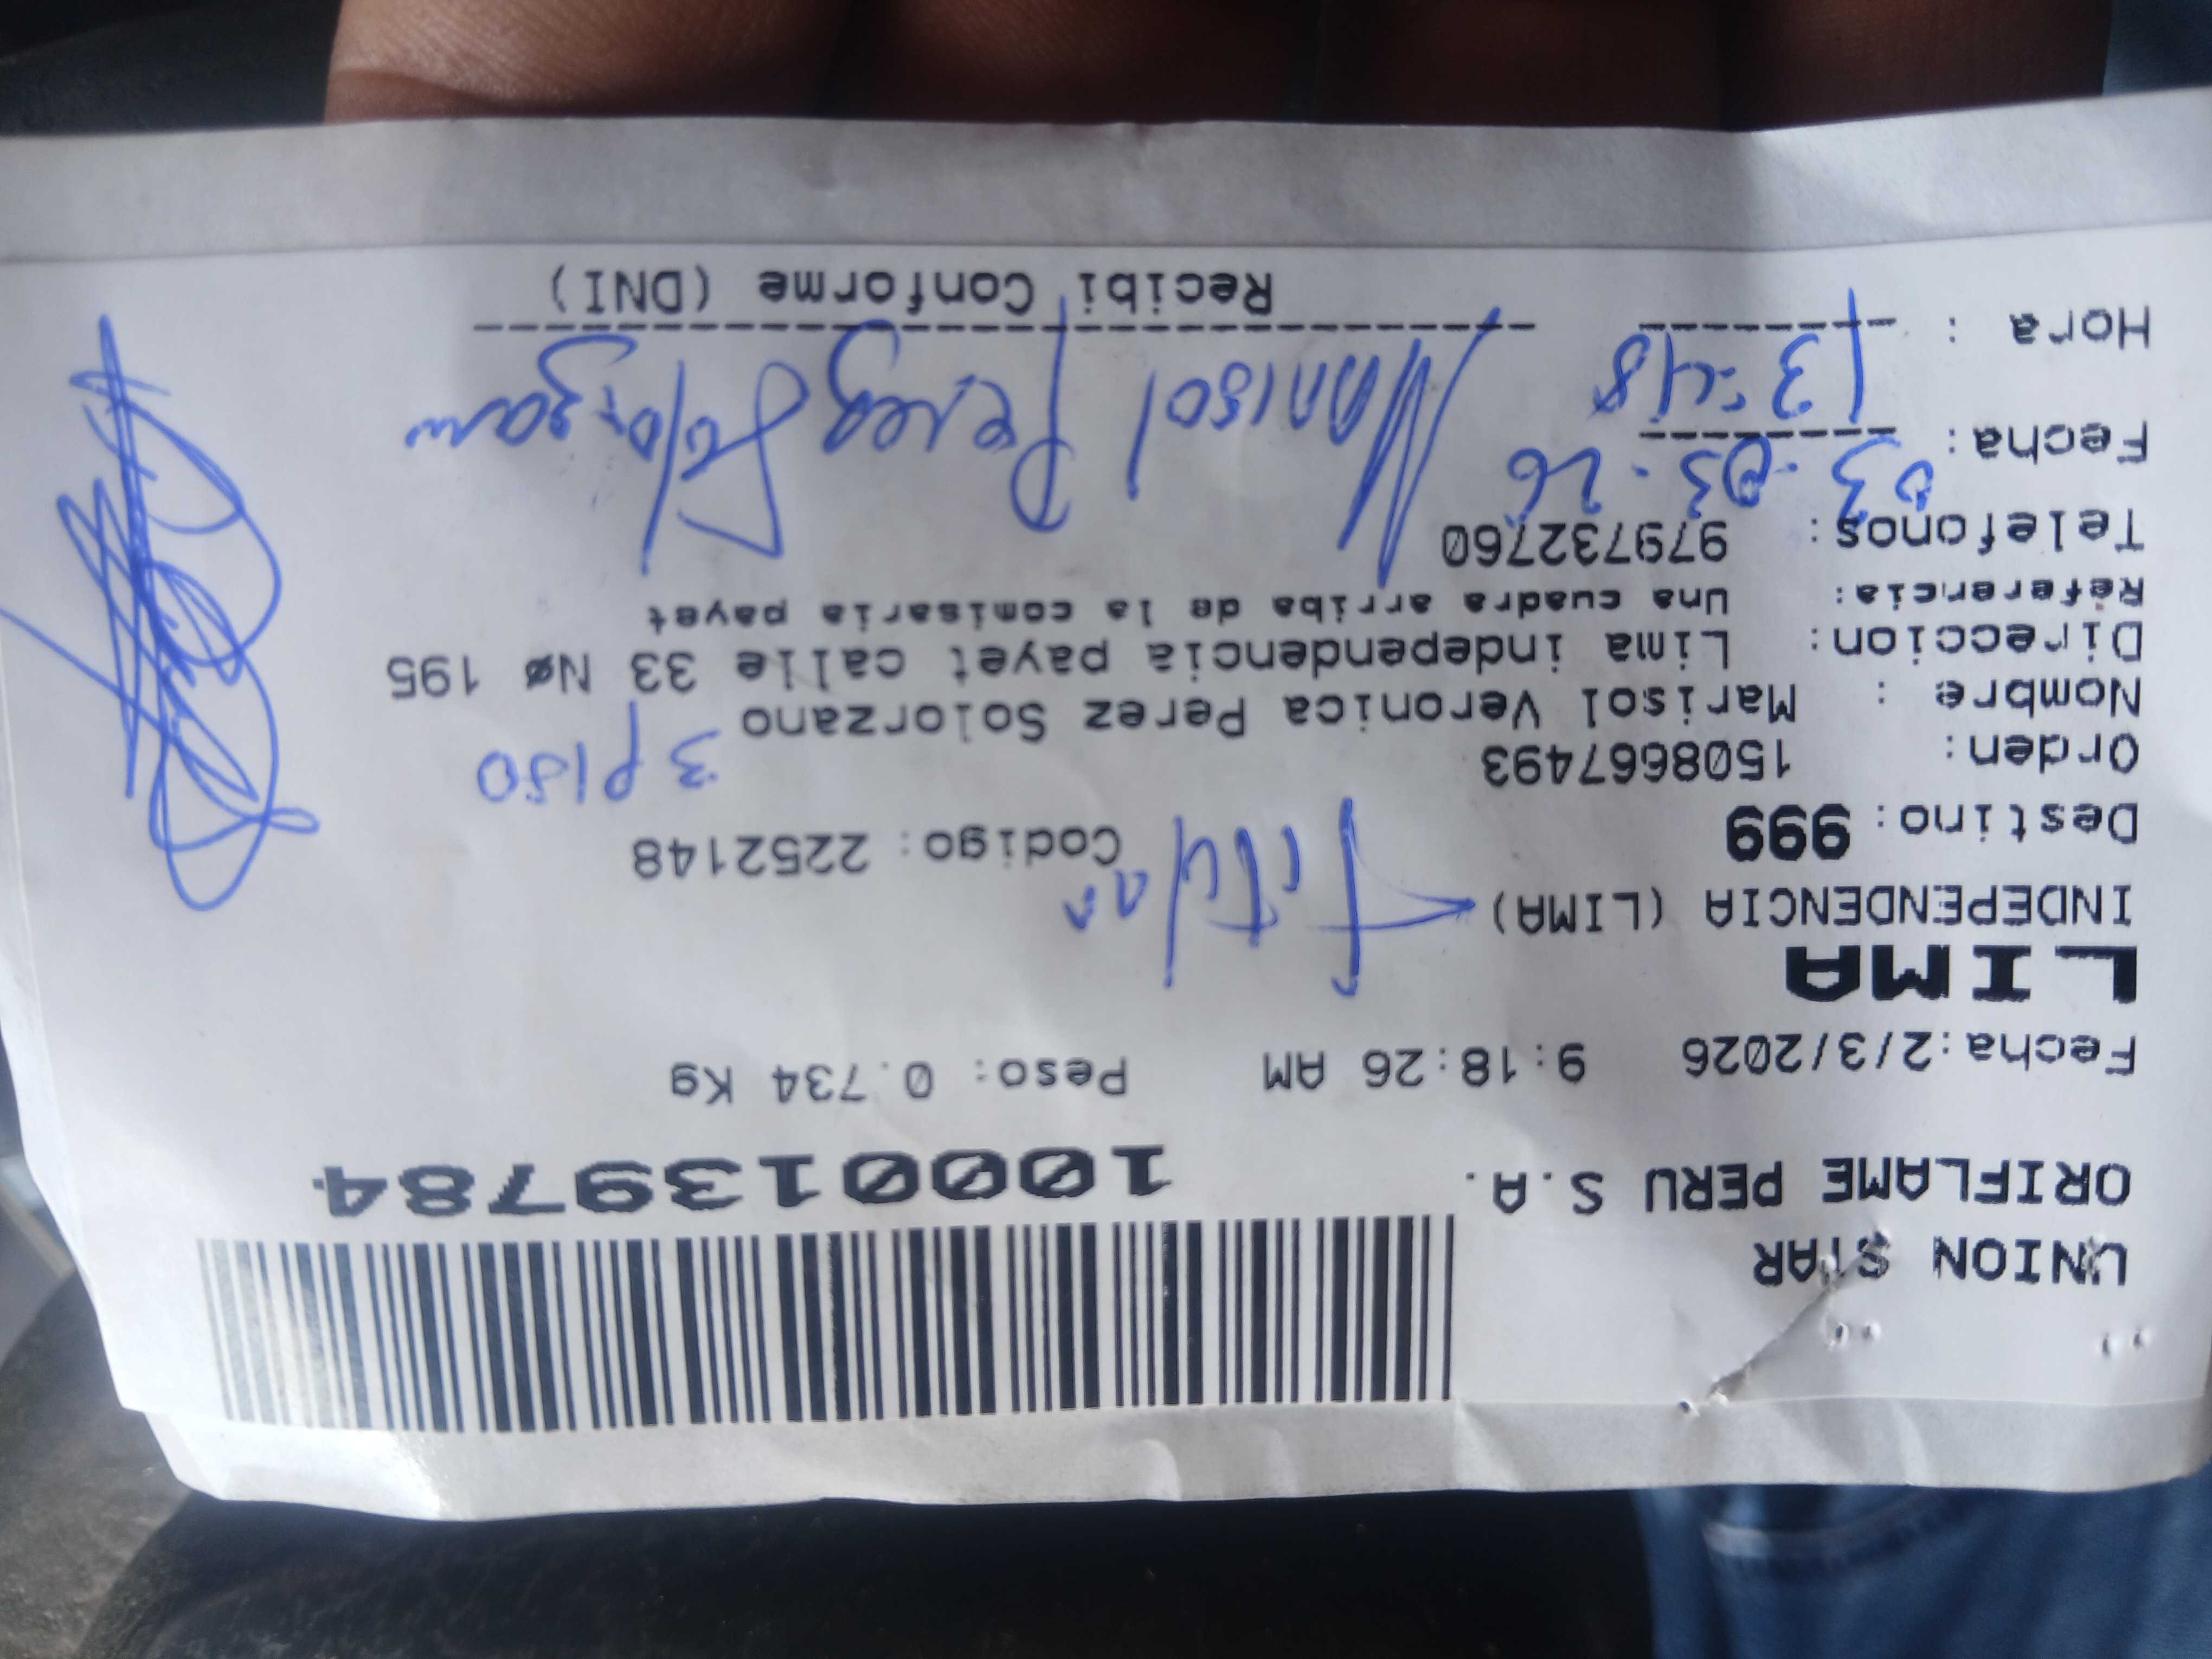 UNION STAR
ORIFLAME PERU S.A.
1000139784
Fecha:2/3/2026 9:18:26 AM Peso: 0.734 Kg
LIMA
INDEPENDENCIA (LIMA) Titular
Destino: 999 Codigo: 2252148
Orden: 1508667493 3 piso
Nombre : Marisol Veronica Perez Solorzano
Direccion: Lima independencia payet calle 33 Nø 195
Referencia: Una cuadra arriba de la comisaria payet
Telefonos: 979732760
Fecha: 03-03-26
Hora : 13:48 Marisol Perez Solorzano
Recibi Conforme (DNI)